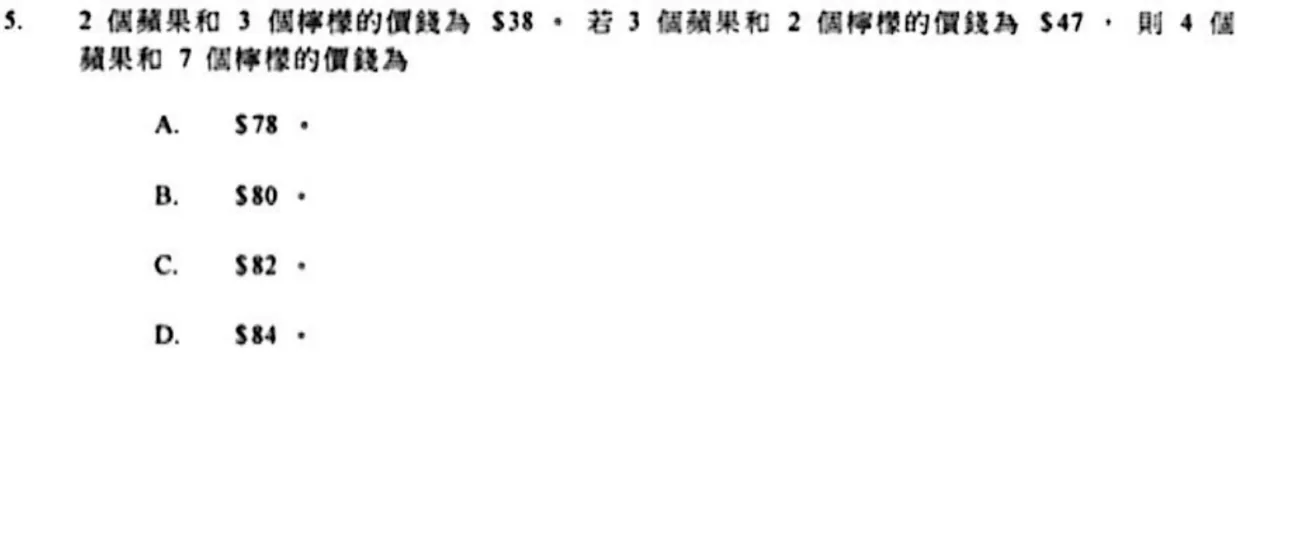 5. 2 個蘋果和 3 個檸檬的價錢為 $38。若 3 個蘋果和 2 個檸檬的價錢為 $47，則 4 個
蘋果和 7 個檸檬的價錢為
A. $78。
B. $80。
C. $82。
D. $84。